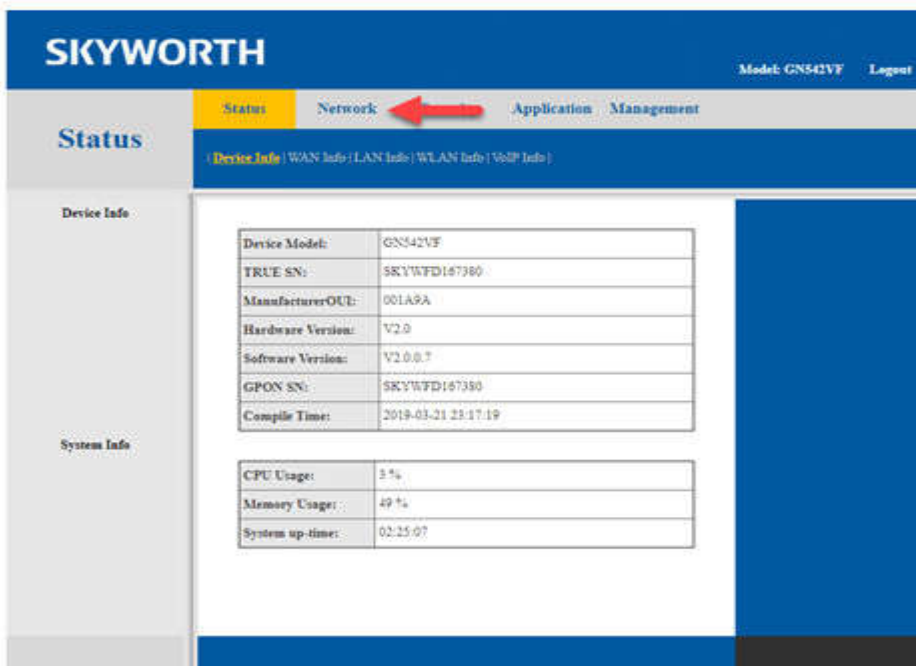 SKYWORTH
Model: GN542VF Logout
Status
Status Network Application Management
| Device Info | WAN Info | LAN Info | WLAN Info | VoIP Info |
Device Info
Device Model: GN542VF
TRUE SN: SKYWFD167380
ManufacturerOUI: 001A9A
Hardware Version: V2.0
Software Version: V2.0.0.7
GPON SN: SKYWFD167380
Compile Time: 2019-03-21 23:17:19
System Info
CPU Usage: 3 %
Memory Usage: 49 %
System up-time: 02:25:07